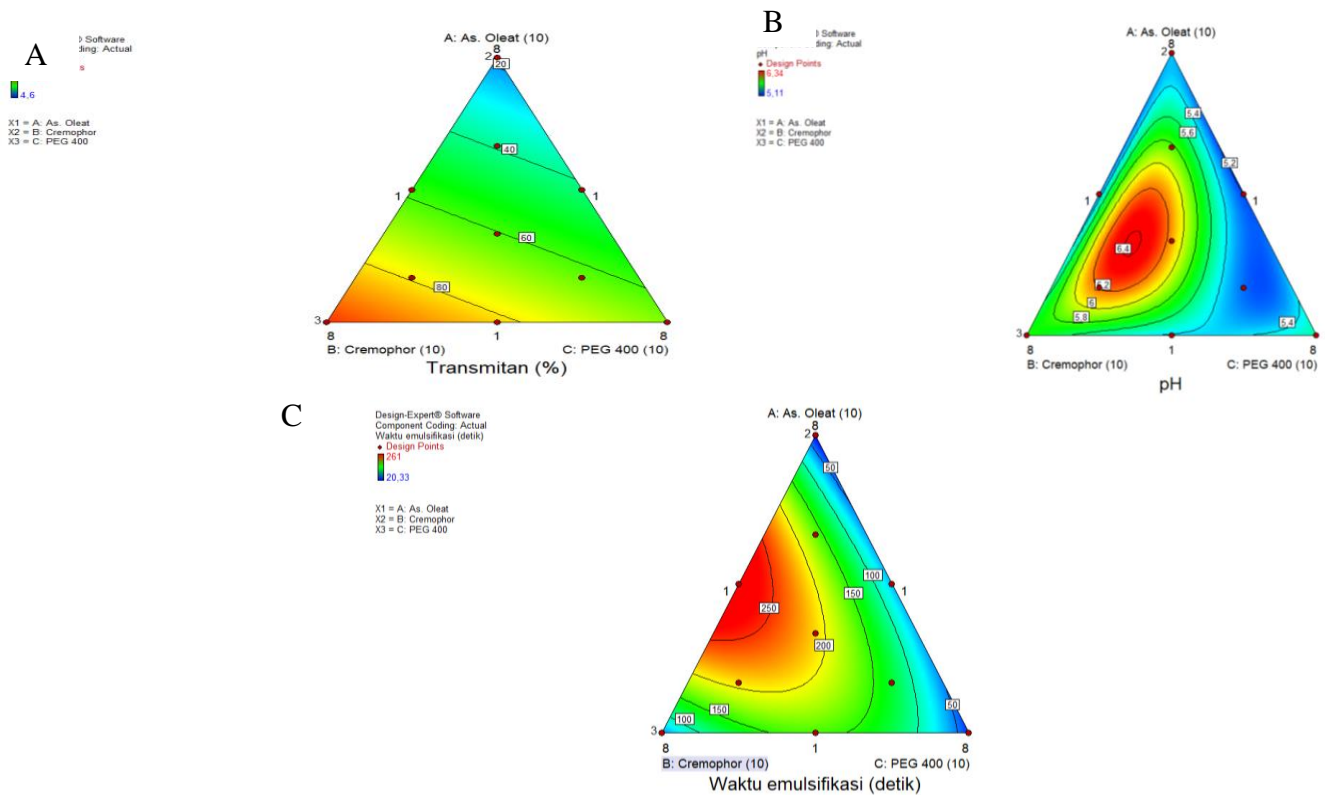 A
Software
ding: Actual
s
4,6
X1 = A: As. Oleat
X2 = B: Cremophor
X3 = C: PEG 400
A: As. Oleat (10)
8
2
20
40
1
1
60
80
3
8
1
8
B: Cremophor (10)
C: PEG 400 (10)
Transmitan (%)
B
Software
ding: Actual
pH
Design Points
6,34
5,11
X1 = A: As. Oleat
X2 = B: Cremophor
X3 = C: PEG 400
A: As. Oleat (10)
8
2
5,4
5,6
5,2
1
1
6,4
6
5,8
5,4
3
8
1
8
B: Cremophor (10)
C: PEG 400 (10)
pH
C
Design-Expert® Software
Component Coding: Actual
Waktu emulsifikasi (detik)
Design Points
261
20,33
X1 = A: As. Oleat
X2 = B: Cremophor
X3 = C: PEG 400
A: As. Oleat (10)
8
2
50
100
1
150
1
250
200
50
150
100
3
8
1
8
B: Cremophor (10)
C: PEG 400 (10)
Waktu emulsifikasi (detik)